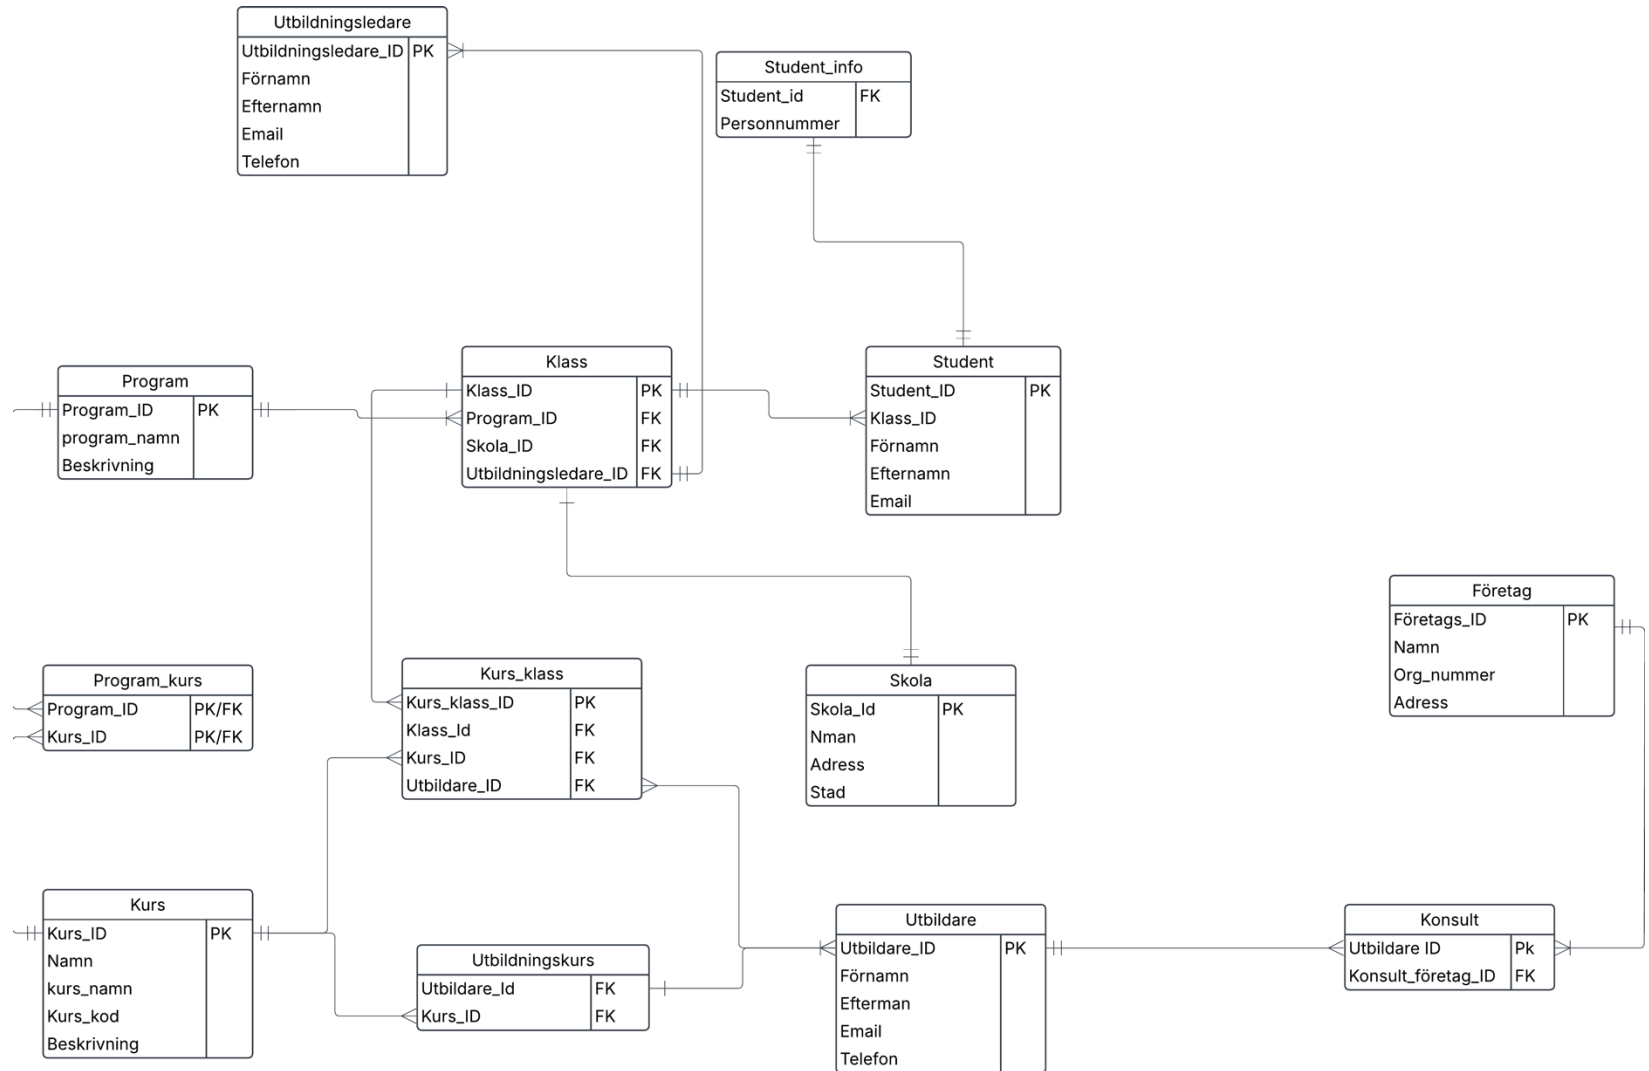 Utbildningsledare
Utbildningsledare_ID PK
Förnamn
Efternamn
Email
Telefon
Student_info
Student_id FK
Personnummer
Program
Program_ID PK
program_namn
Beskrivning
Klass
Klass_ID PK
Program_ID FK
Skola_ID FK
Utbildningsledare_ID FK
Student
Student_ID PK
Klass_ID
Förnamn
Efternamn
Email
Företag
Företags_ID PK
Namn
Org_nummer
Adress
Program_kurs
Program_ID PK/FK
Kurs_ID PK/FK
Kurs_klass
Kurs_klass_ID PK
Klass_Id FK
Kurs_ID FK
Utbildare_ID FK
Skola
Skola_Id PK
Nman
Adress
Stad
Kurs
Kurs_ID PK
Namn
kurs_namn
Kurs_kod
Beskrivning
Utbildningskurs
Utbildare_Id FK
Kurs_ID FK
Utbildare
Utbildare_ID PK
Förnamn
Efterman
Email
Telefon
Konsult
Utbildare ID Pk
Konsult_företag_ID FK